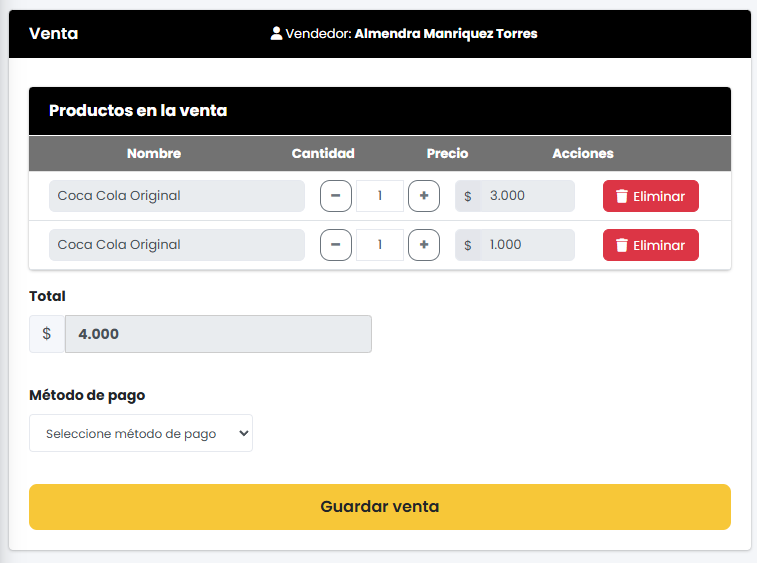 Venta Vendedor: Almendra Manriquez Torres
Productos en la venta
Nombre Cantidad Precio Acciones
Coca Cola Original − 1 + $ 3.000 Eliminar
Coca Cola Original − 1 + $ 1.000 Eliminar
Total
$ 4.000
Método de pago
Seleccione método de pago
Guardar venta